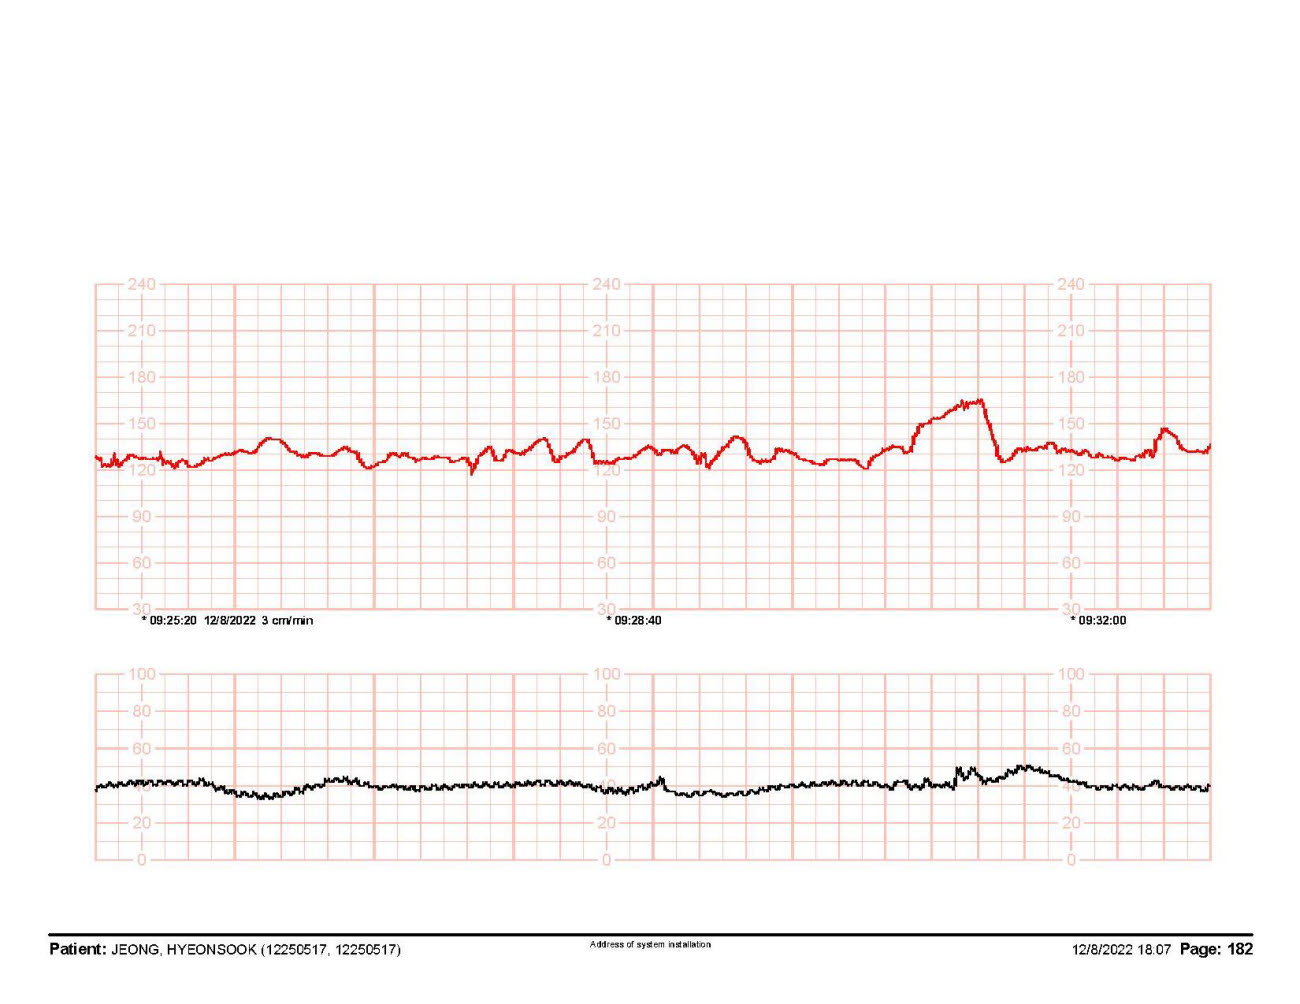 240 240 240
210 210 210
180 180 180
150 150 150
120 120 120
90 90 90
60 60 60
30 30 30
* 09:25:20 12/8/2022 3 cm/min * 09:28:40 * 09:32:00
100 100 100
80 80 80
60 60 60
40 40 40
20 20 20
0 0 0
Patient: JEONG, HYEONSOOK (12250517, 12250517) Address of system installation 12/8/2022 18:07 Page: 182